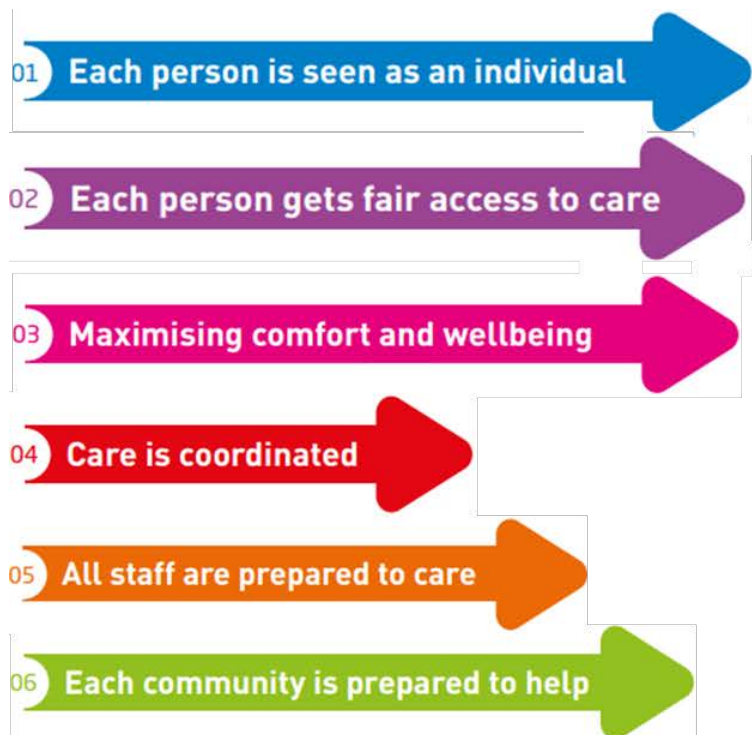 01 Each person is seen as an individual
02 Each person gets fair access to care
03 Maximising comfort and wellbeing
04 Care is coordinated
05 All staff are prepared to care
06 Each community is prepared to help